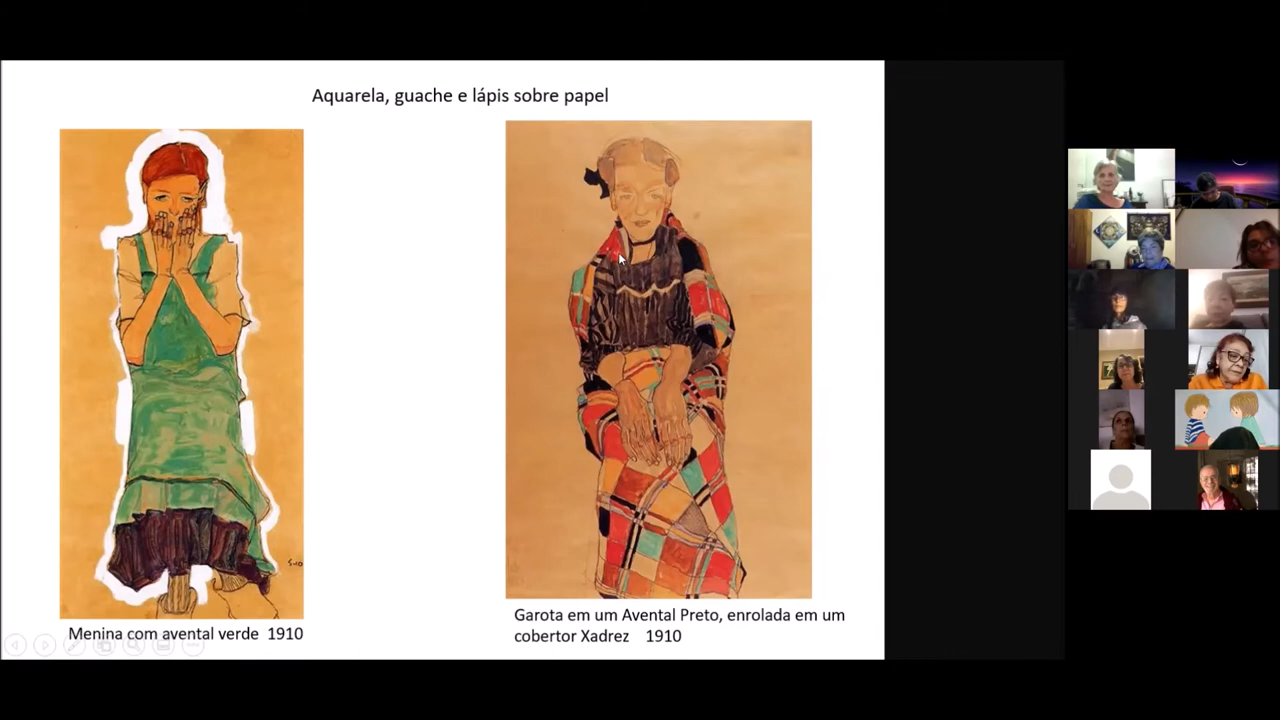 Aquarela, guache e lápis sobre papel
S·10
Menina com avental verde 1910
Garota em um Avental Preto, enrolada em um
cobertor Xadrez 1910